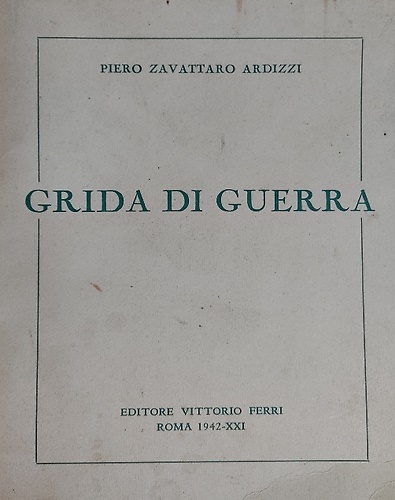 PIERO ZAVATTARO ARDIZZI
GRIDA DI GUERRA
EDITORE VITTORIO FERRI
ROMA 1942-XXI